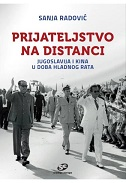 SANJA RADOVIĆ
PRIJATELJSTVO
NA DISTANCI
JUGOSLAVIJA I KINA
U DOBA HLADNOG RATA